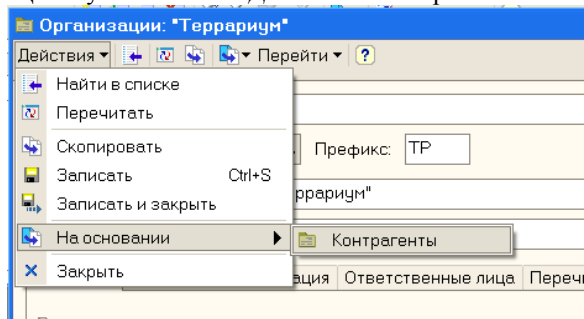 Организации: "Террариум"
Действия Перейти ?
Найти в списке
Перечитать
Скопировать
Префикс: ТР
Записать Ctrl+S
Записать и закрыть
ррариум"
На основании Контрагенты
Закрыть
ация Ответственные лица Переч